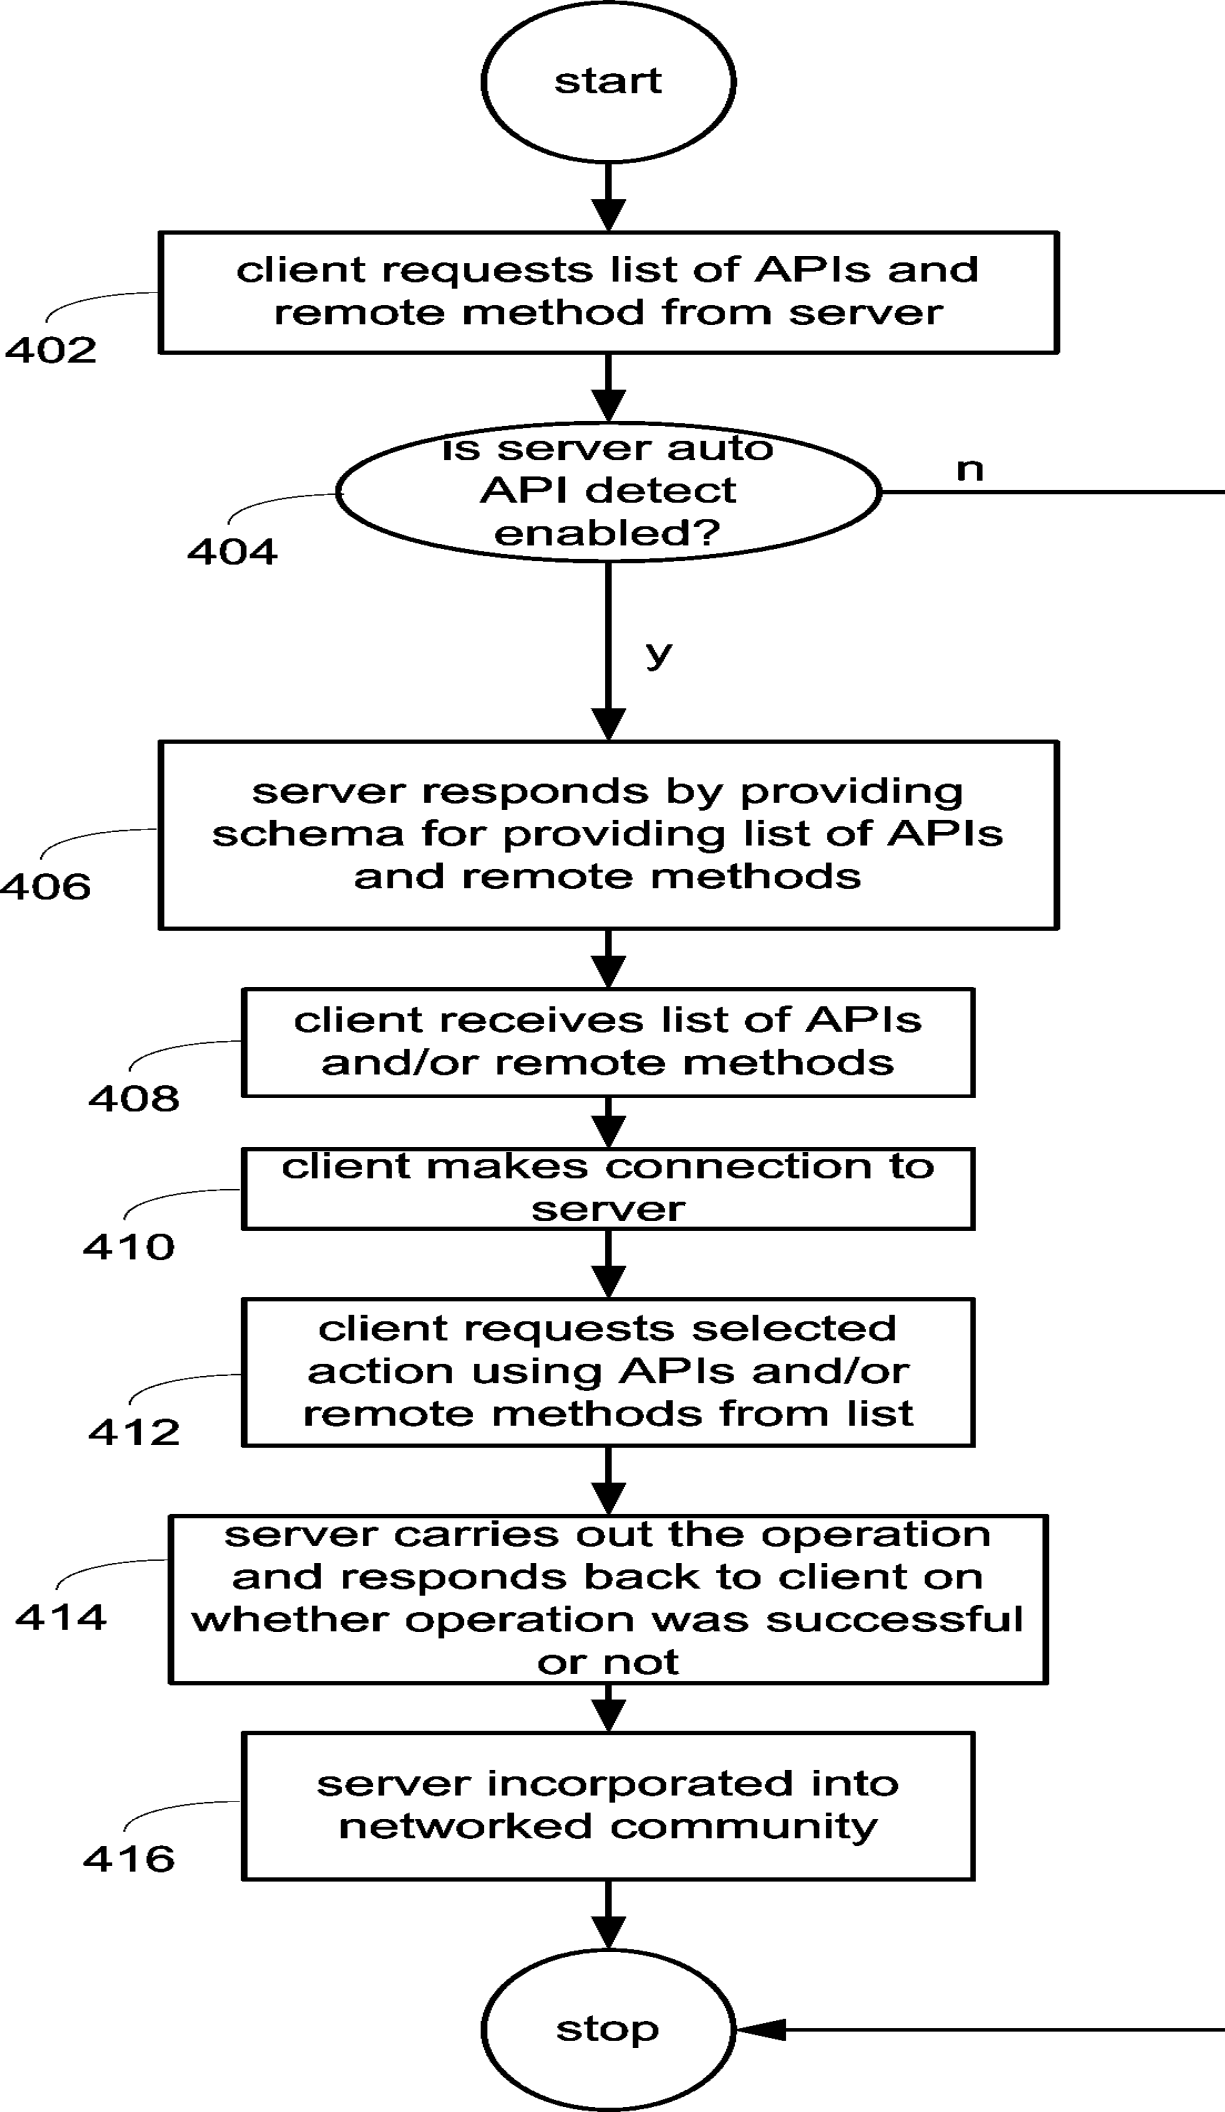 start
client requests list of APIs and
remote method from server
402
is server auto
API detect
enabled?
n
404
y
server responds by providing
schema for providing list of APIs
and remote methods
406
client receives list of APIs
and/or remote methods
408
client makes connection to
server
410
client requests selected
action using APIs and/or
remote methods from list
412
server carries out the operation
and responds back to client on
whether operation was successful
or not
414
server incorporated into
networked community
416
stop